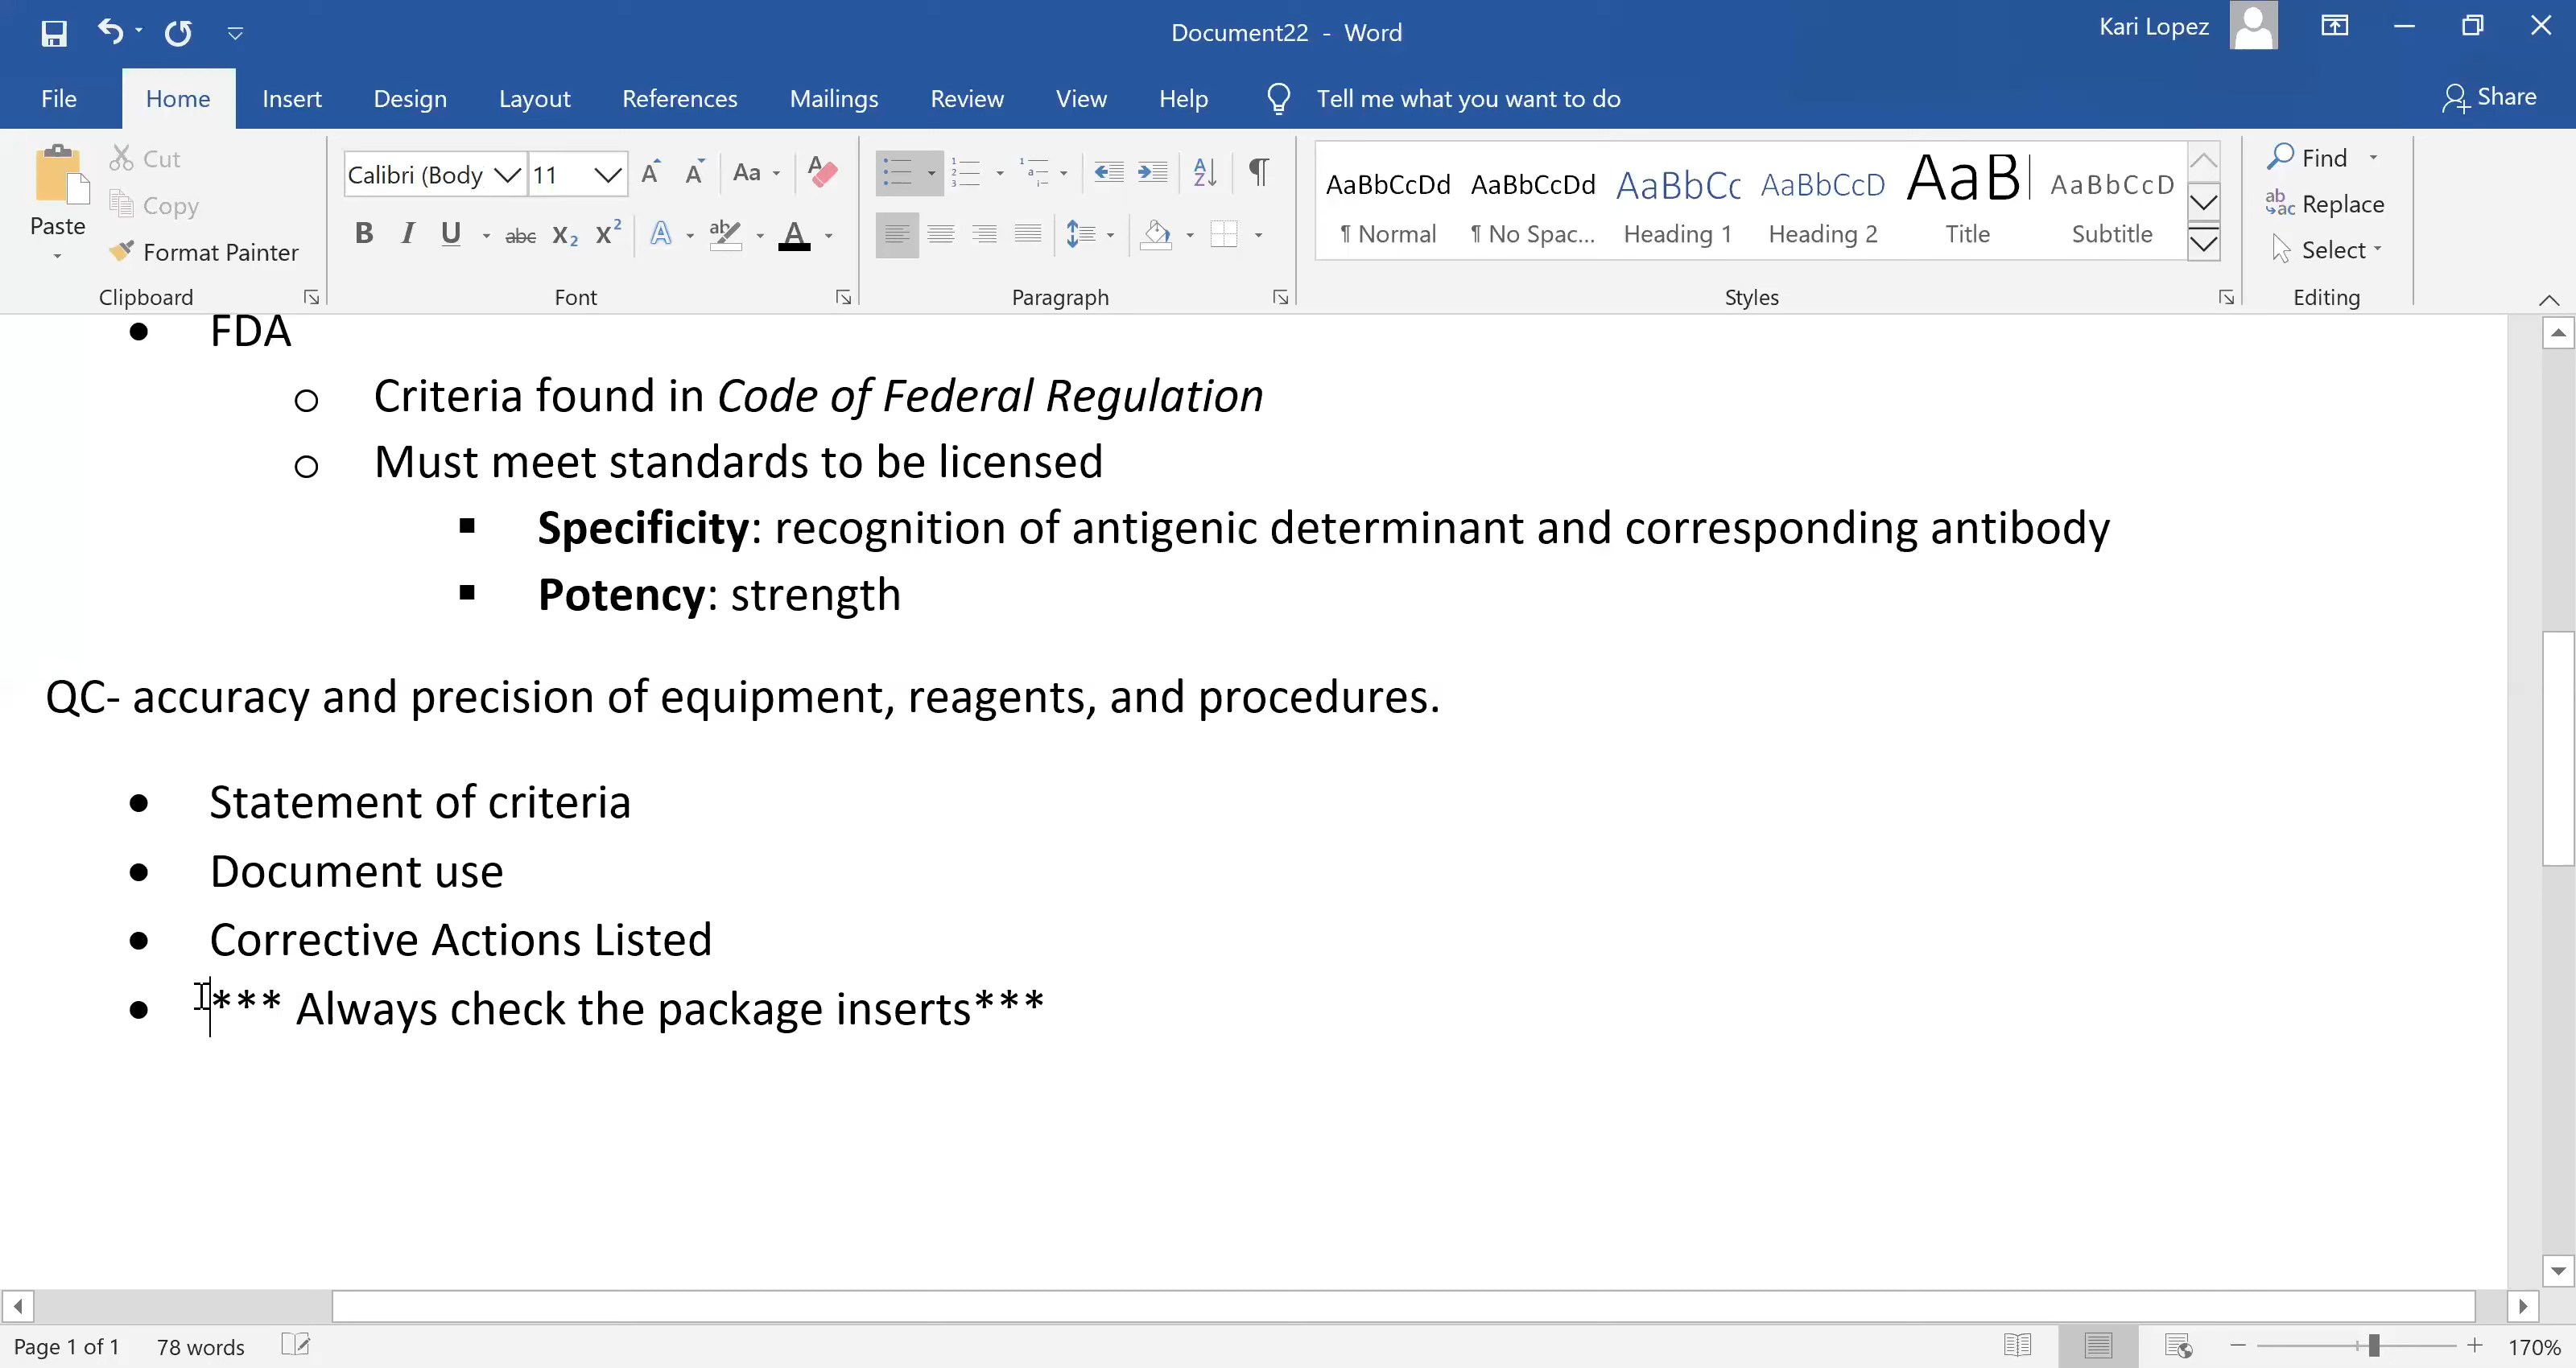 Document22 - Word
Kari Lopez
File Home Insert Design Layout References Mailings Review View Help Tell me what you want to do Share
Paste
Cut
Copy
Format Painter
Clipboard
Calibri (Body 11
Font
Paragraph
AaBbCcDd AaBbCcDd AaBbCc AaBbCcD AaB AaBbCcD
¶ Normal ¶ No Spac... Heading 1 Heading 2 Title Subtitle
Styles
Find
Replace
Select
Editing
• FDA
o Criteria found in Code of Federal Regulation
o Must meet standards to be licensed
▪ Specificity: recognition of antigenic determinant and corresponding antibody
▪ Potency: strength
QC- accuracy and precision of equipment, reagents, and procedures.
• Statement of criteria
• Document use
• Corrective Actions Listed
• *** Always check the package inserts***
Page 1 of 1 78 words 170%